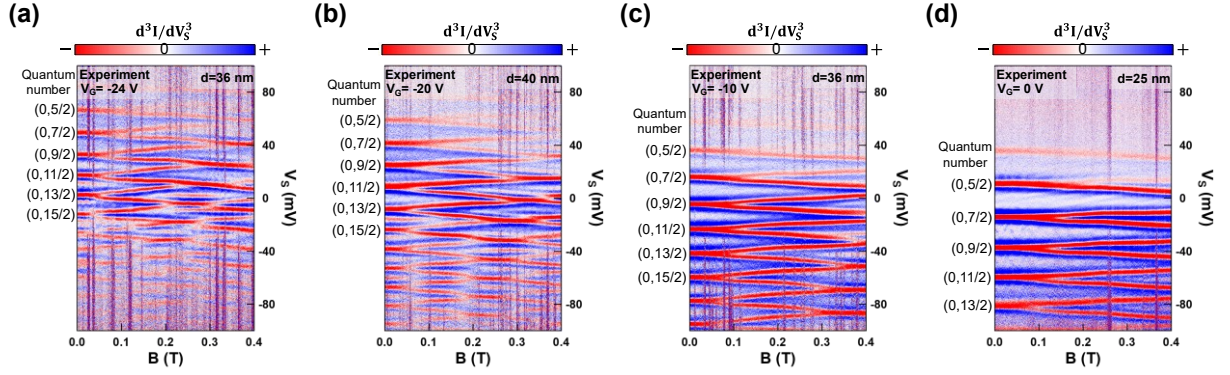 (a)
d³I/dV_S³
− 0 +
Quantum
number
Experiment
V_G= -24 V
d=36 nm
(0,5/2)
(0,7/2)
(0,9/2)
(0,11/2)
(0,13/2)
(0,15/2)
80
40
0
-40
-80
V_S (mV)
0.0 0.1 0.2 0.3 0.4
B (T)
(b)
d³I/dV_S³
− 0 +
Quantum
number
Experiment
V_G= -20 V
d=40 nm
(0,5/2)
(0,7/2)
(0,9/2)
(0,11/2)
(0,13/2)
(0,15/2)
80
40
0
-40
-80
V_S (mV)
0.0 0.1 0.2 0.3 0.4
B (T)
(c)
d³I/dV_S³
− 0 +
Quantum
number
Experiment
V_G= -10 V
d=36 nm
(0,5/2)
(0,7/2)
(0,9/2)
(0,11/2)
(0,13/2)
(0,15/2)
80
40
0
-40
-80
V_S (mV)
0.0 0.1 0.2 0.3 0.4
B (T)
(d)
d³I/dV_S³
− 0 +
Quantum
number
Experiment
V_G= 0 V
d=25 nm
(0,5/2)
(0,7/2)
(0,9/2)
(0,11/2)
(0,13/2)
80
40
0
-40
-80
V_S (mV)
0.0 0.1 0.2 0.3 0.4
B (T)